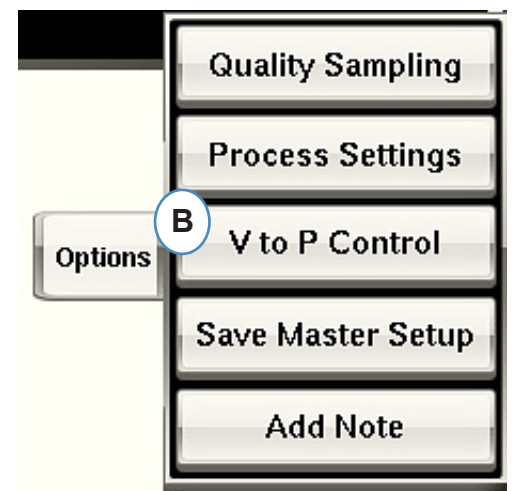 Quality Sampling
Process Settings
B
V to P Control
Options
Save Master Setup
Add Note